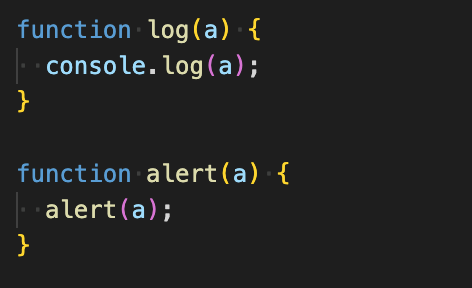 function log(a) {
  console.log(a);
}

function alert(a) {
  alert(a);
}